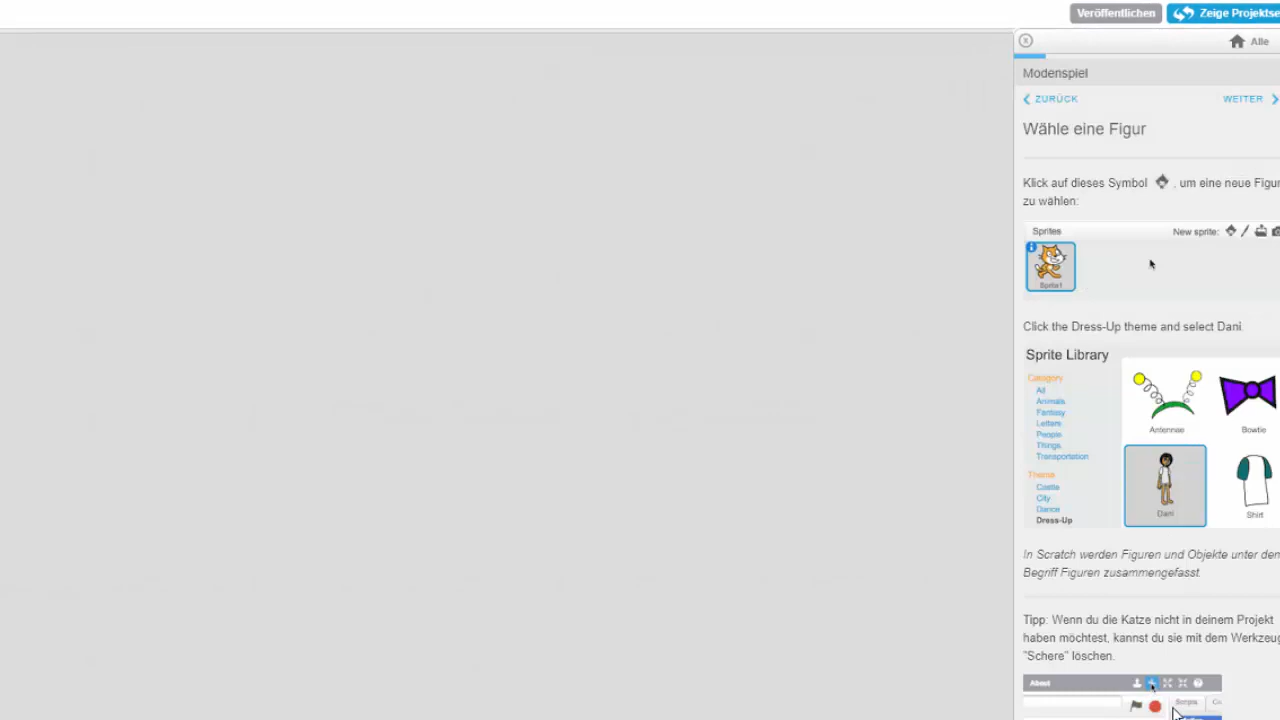 Veröffentlichen Zeige Projektse
Alle
Modenspiel
ZURÜCK WEITER
Wähle eine Figur
Klick auf dieses Symbol , um eine neue Figur
zu wählen:
Sprites New sprite:
Sprite1
Click the Dress-Up theme and select Dani.
Sprite Library
Category
All
Animals
Fantasy
Letters
People
Things
Transportation
Antennae Bowtie
Theme
Castle
City
Dance
Dress-Up
Dani Shirt
In Scratch werden Figuren und Objekte unter den
Begriff Figuren zusammengefasst.
Tipp: Wenn du die Katze nicht in deinem Projekt
haben möchtest, kannst du sie mit dem Werkzeug
"Schere" löschen.
About
Scripts